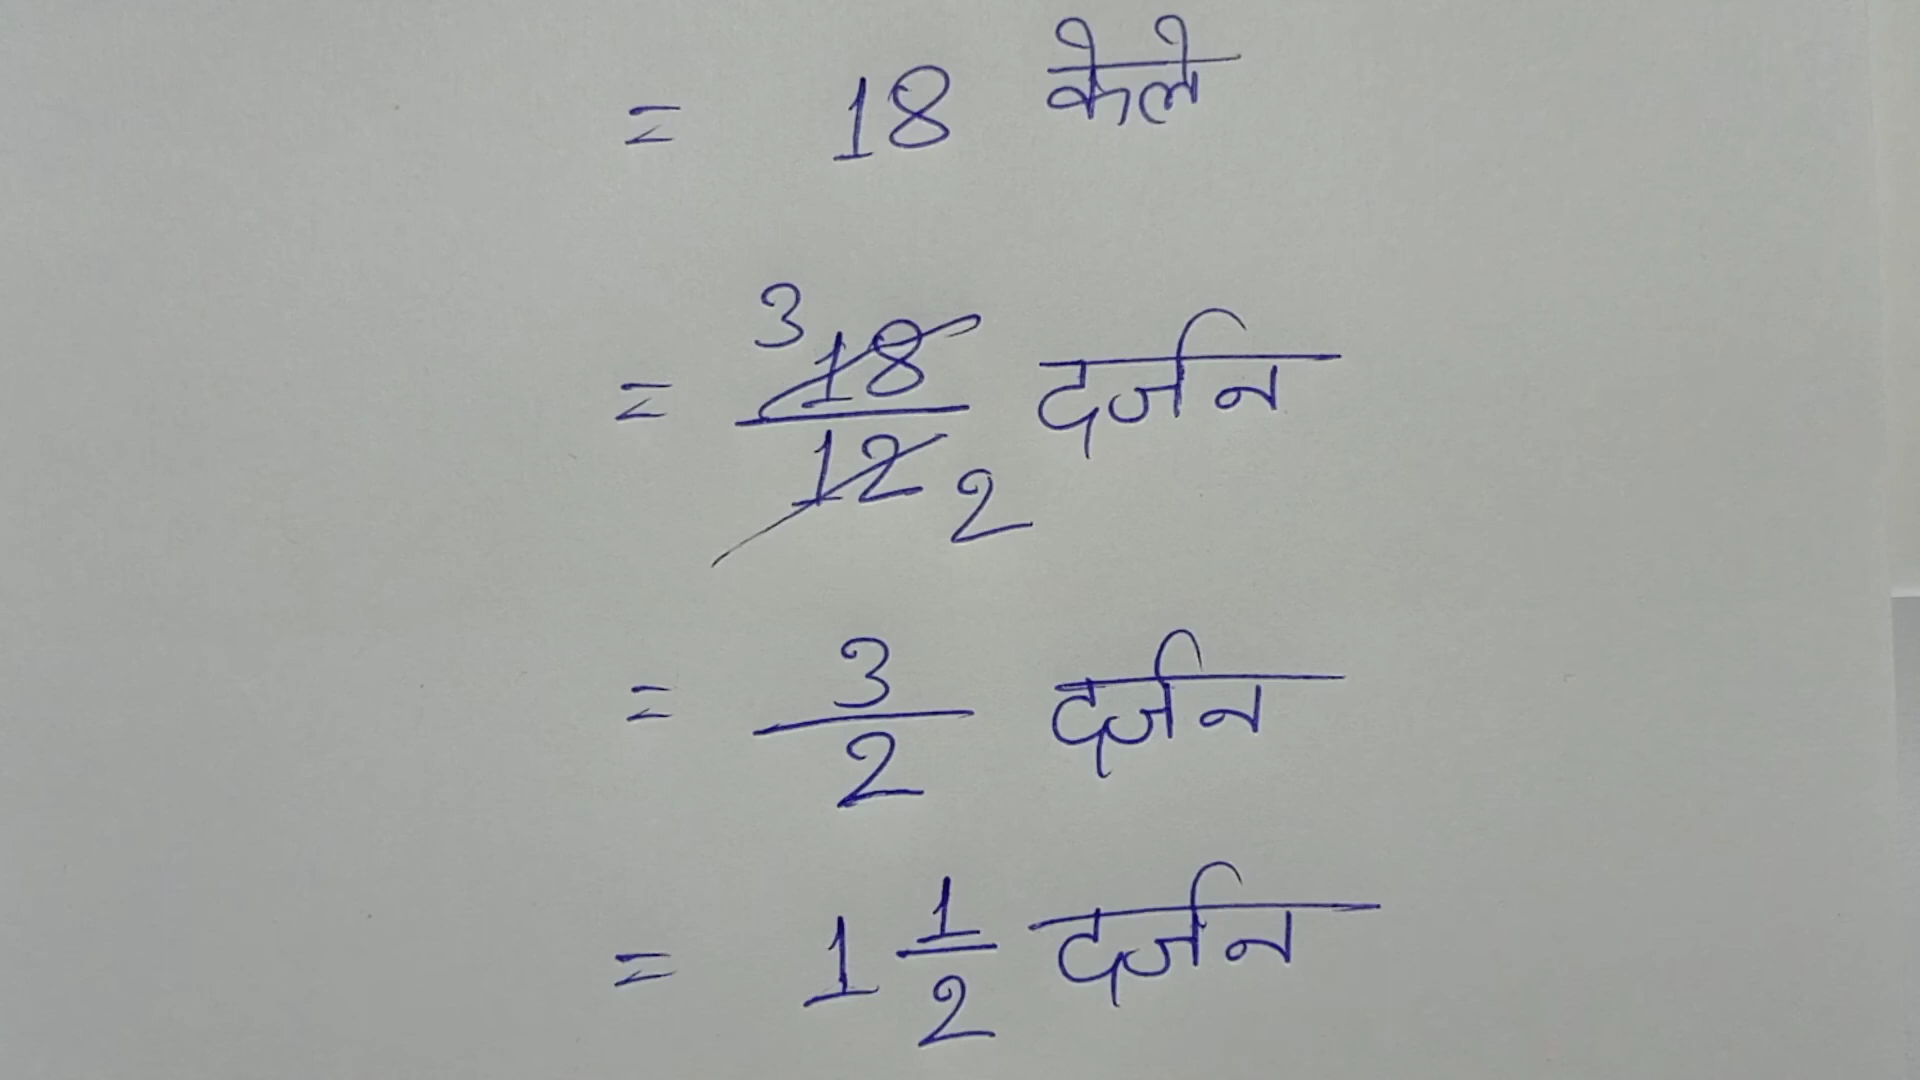 = 18 केले
= 3 18/12 2 दर्जन
= 3/2 दर्जन
= 1 1/2 दर्जन